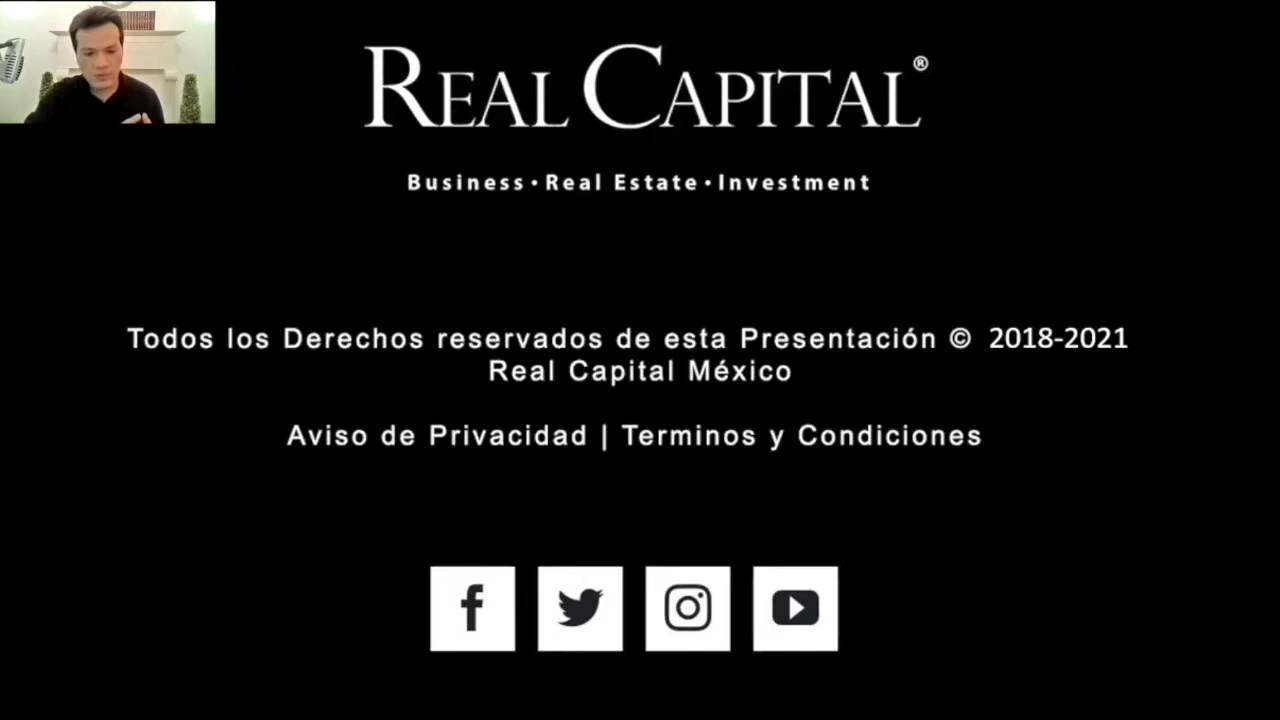 REAL CAPITAL®
Business • Real Estate • Investment
Todos los Derechos reservados de esta Presentación © 2018-2021
Real Capital México
Aviso de Privacidad | Terminos y Condiciones